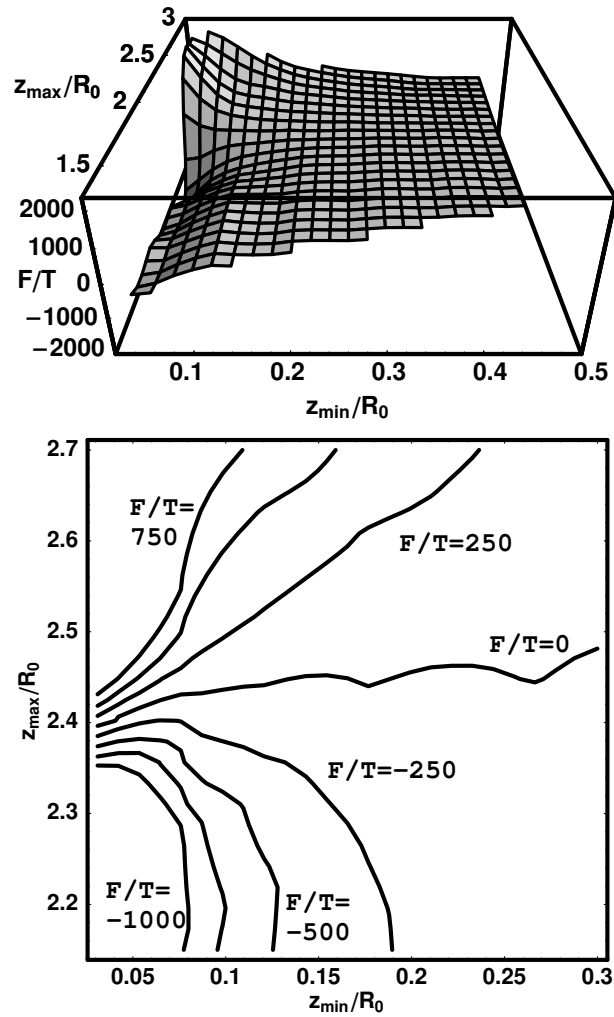 3
2.5
z_max/R_0
2
1.5
2000
1000
F/T 0
−1000
−2000
0.1 0.2 0.3 0.4 0.5
z_min/R_0
2.7
F/T=
750
2.6
F/T=250
2.5
F/T=0
z_max/R_0
2.4
F/T=−250
2.3
F/T=
−1000
F/T=
−500
2.2
0.05 0.1 0.15 0.2 0.25 0.3
z_min/R_0